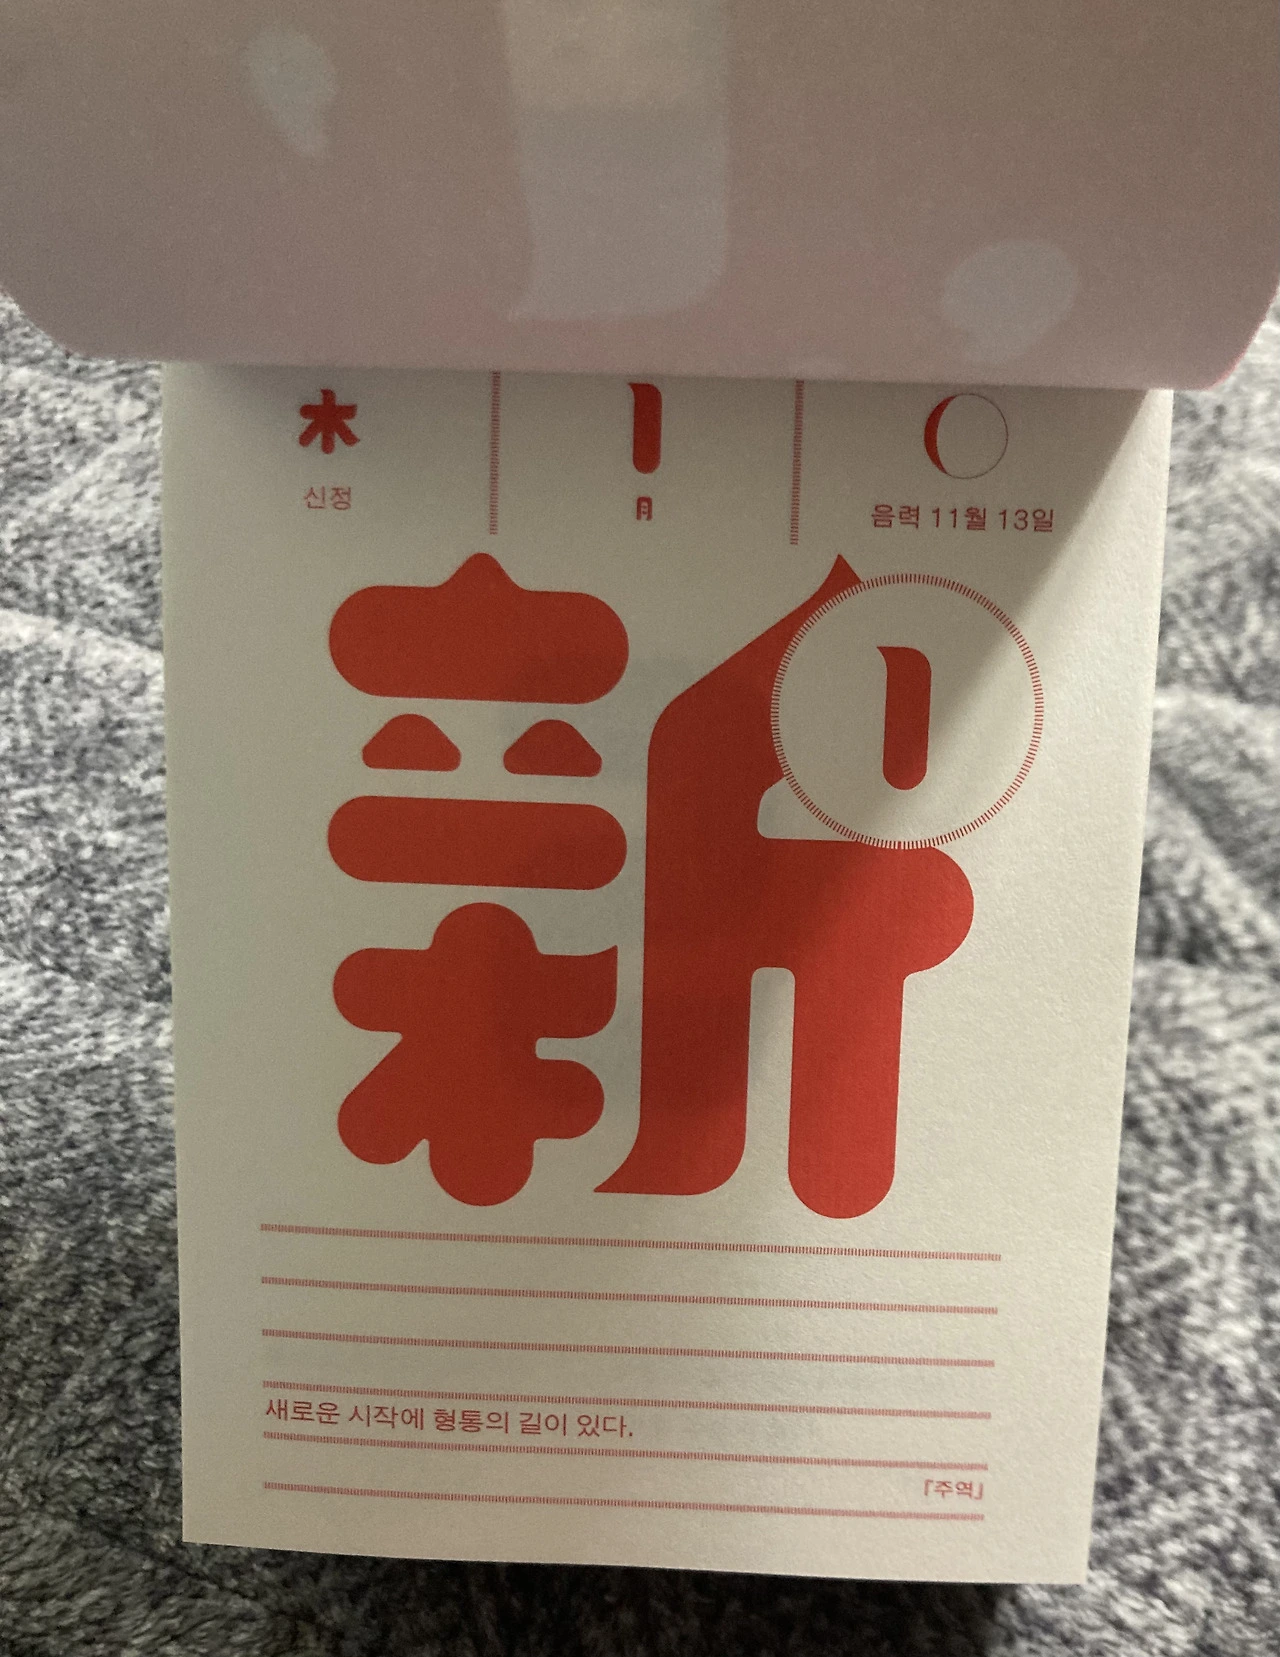 木 1 음력 11월 13일
신정 月
新 1
새로운 시작에 형통의 길이 있다.
『주역』